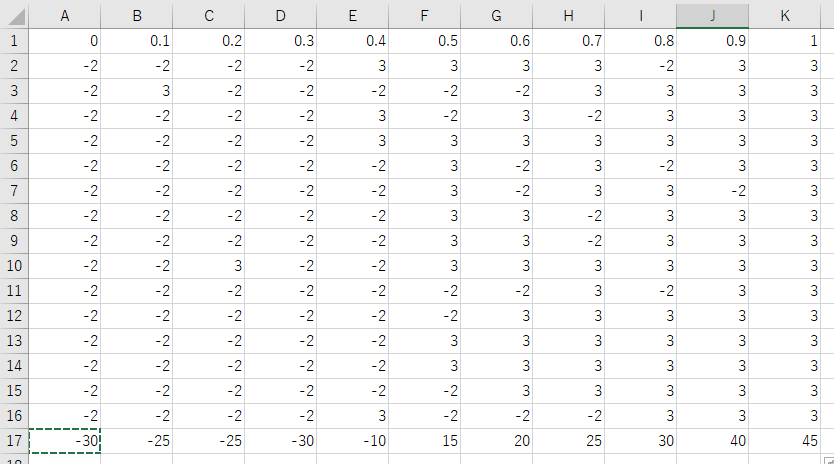 A B C D E F G H I J K
1 0 0.1 0.2 0.3 0.4 0.5 0.6 0.7 0.8 0.9 1
2 -2 -2 -2 -2 3 3 3 3 -2 3 3
3 -2 3 -2 -2 -2 -2 -2 3 3 3 3
4 -2 -2 -2 -2 3 -2 3 -2 3 3 3
5 -2 -2 -2 -2 3 3 3 3 3 3 3
6 -2 -2 -2 -2 -2 3 -2 3 -2 3 3
7 -2 -2 -2 -2 -2 3 -2 3 3 -2 3
8 -2 -2 -2 -2 -2 3 3 -2 3 3 3
9 -2 -2 -2 -2 -2 3 3 -2 3 3 3
10 -2 -2 3 -2 -2 3 3 3 3 3 3
11 -2 -2 -2 -2 -2 -2 -2 3 -2 3 3
12 -2 -2 -2 -2 -2 -2 3 3 3 3 3
13 -2 -2 -2 -2 -2 3 3 3 3 3 3
14 -2 -2 -2 -2 -2 3 3 3 3 3 3
15 -2 -2 -2 -2 -2 -2 3 3 3 3 3
16 -2 -2 -2 -2 3 -2 -2 -2 3 3 3
17 -30 -25 -25 -30 -10 15 20 25 30 40 45